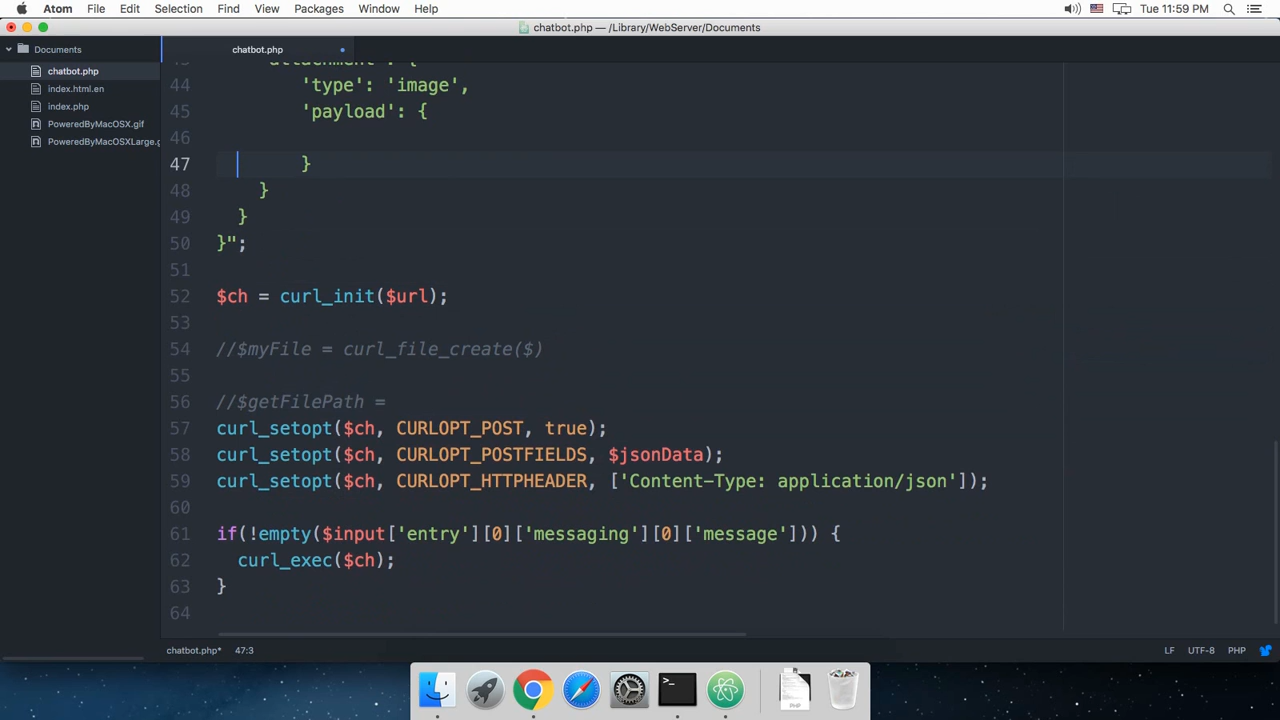 Atom File Edit Selection Find View Packages Window Help Tue 11:59 PM
chatbot.php — /Library/WebServer/Documents
Documents
chatbot.php
chatbot.php
index.html.en
index.php
PoweredByMacOSX.gif
PoweredByMacOSXLarge.g
44 'type': 'image',
45 'payload': {
46
47 }
48 }
49 }
50 }";
51
52 $ch = curl_init($url);
53
54 //$myFile = curl_file_create($)
55
56 //$getFilePath =
57 curl_setopt($ch, CURLOPT_POST, true);
58 curl_setopt($ch, CURLOPT_POSTFIELDS, $jsonData);
59 curl_setopt($ch, CURLOPT_HTTPHEADER, ['Content-Type: application/json']);
60
61 if(!empty($input['entry'][0]['messaging'][0]['message'])) {
62 curl_exec($ch);
63 }
64
chatbot.php* 47:3 LF UTF-8 PHP
>_
PHP